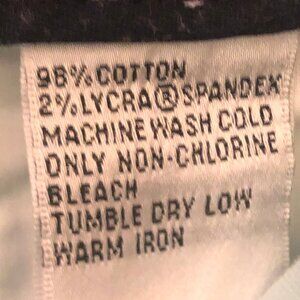 98% COTTON
2% LYCRA® SPANDEX
MACHINE WASH COLD
ONLY NON-CHLORINE
BLEACH
TUMBLE DRY LOW
WARM IRON